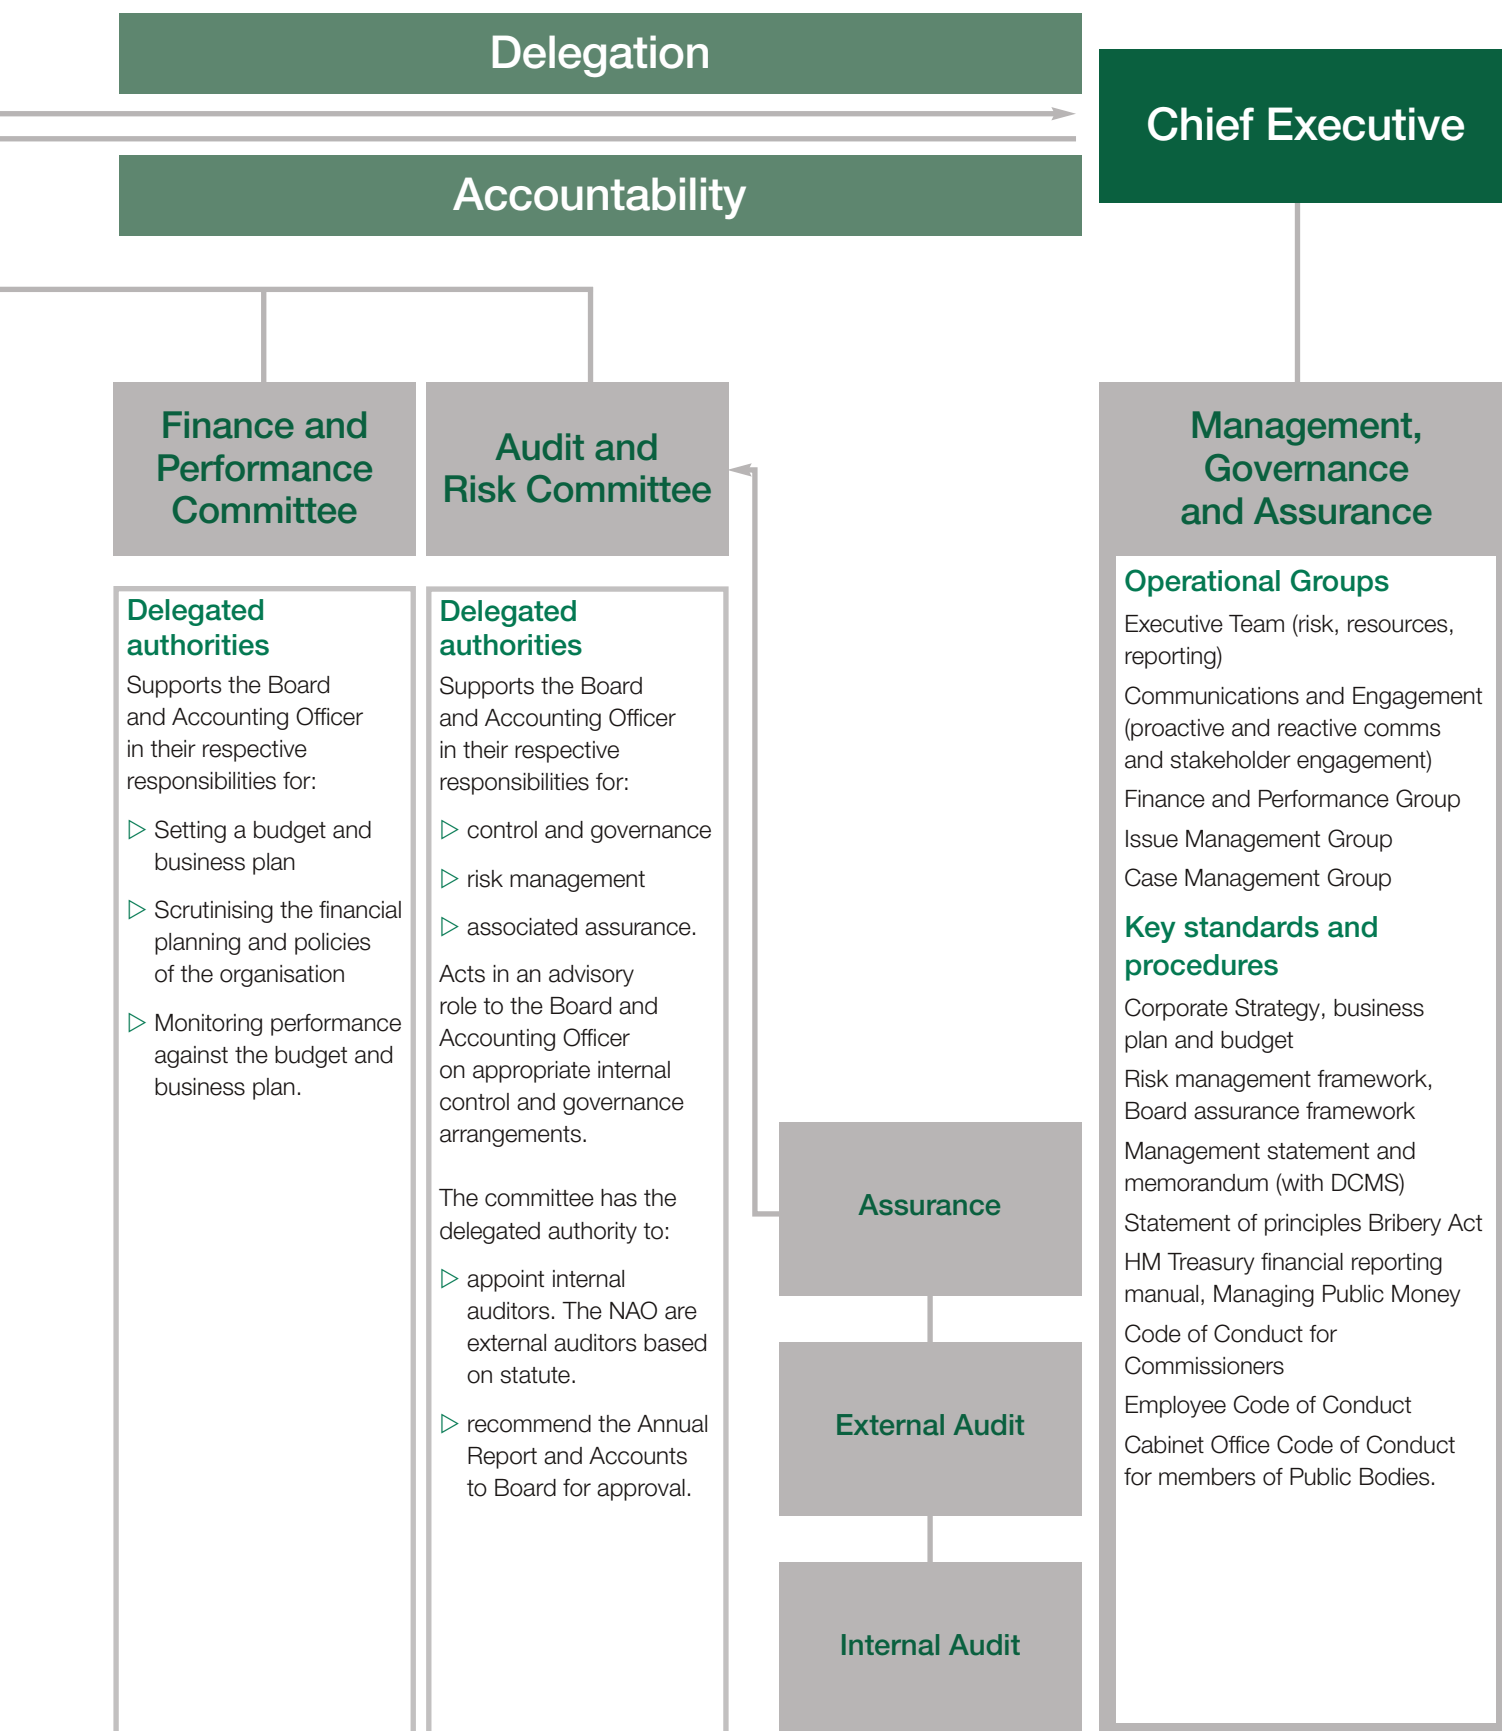 Delegation
Accountability
Chief Executive
Finance and
Performance
Committee
Delegated
authorities
Supports the Board
and Accounting Officer
in their respective
responsibilities for:
▷ Setting a budget and
business plan
▷ Scrutinising the financial
planning and policies
of the organisation
▷ Monitoring performance
against the budget and
business plan.
Audit and
Risk Committee
Delegated
authorities
Supports the Board
and Accounting Officer
in their respective
responsibilities for:
▷ control and governance
▷ risk management
▷ associated assurance.
Acts in an advisory
role to the Board and
Accounting Officer
on appropriate internal
control and governance
arrangements.
The committee has the
delegated authority to:
▷ appoint internal
auditors. The NAO are
external auditors based
on statute.
▷ recommend the Annual
Report and Accounts
to Board for approval.
Assurance
External Audit
Internal Audit
Management,
Governance
and Assurance
Operational Groups
Executive Team (risk, resources,
reporting)
Communications and Engagement
(proactive and reactive comms
and stakeholder engagement)
Finance and Performance Group
Issue Management Group
Case Management Group
Key standards and
procedures
Corporate Strategy, business
plan and budget
Risk management framework,
Board assurance framework
Management statement and
memorandum (with DCMS)
Statement of principles Bribery Act
HM Treasury financial reporting
manual, Managing Public Money
Code of Conduct for
Commissioners
Employee Code of Conduct
Cabinet Office Code of Conduct
for members of Public Bodies.